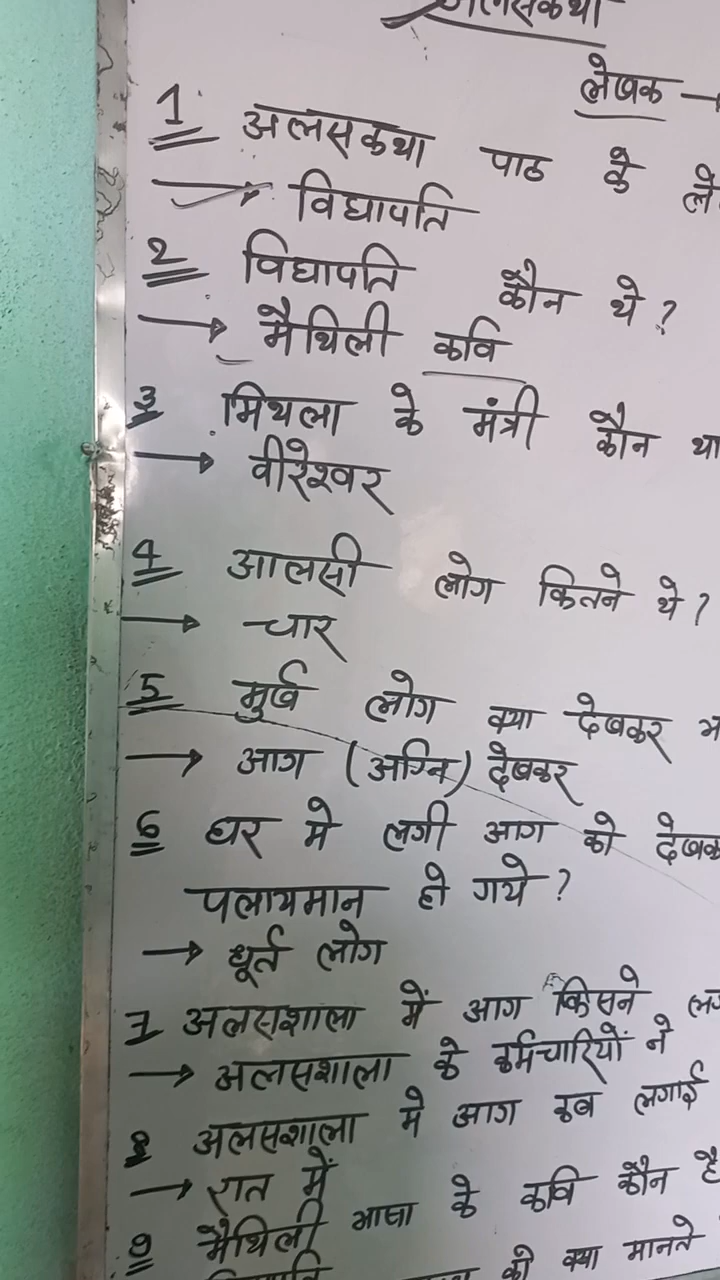 अलसकथा
लेखक →
1 अलसकथा पाठ के ले
→ विद्यापति
2 विद्यापति कौन थे?
→ मैथिली कवि
3 मिथला के मंत्री कौन था
→ वीरेश्वर
4 आलसी लोग कितने थे?
→ चार
5 मुर्ख लोग क्या देखकर भ
→ आग (अग्नि) देखकर
6 घर मे लगी आग को देखक
पलायमान हो गये?
→ धूर्त लोग
7 अलसशाला में आग किसने लग
→ अलसशाला के कर्मचारियों ने
8 अलसशाला मे आग कब लगाई
→ रात में
9 मैथिली भाषा के कवि कौन है
को क्या मानते